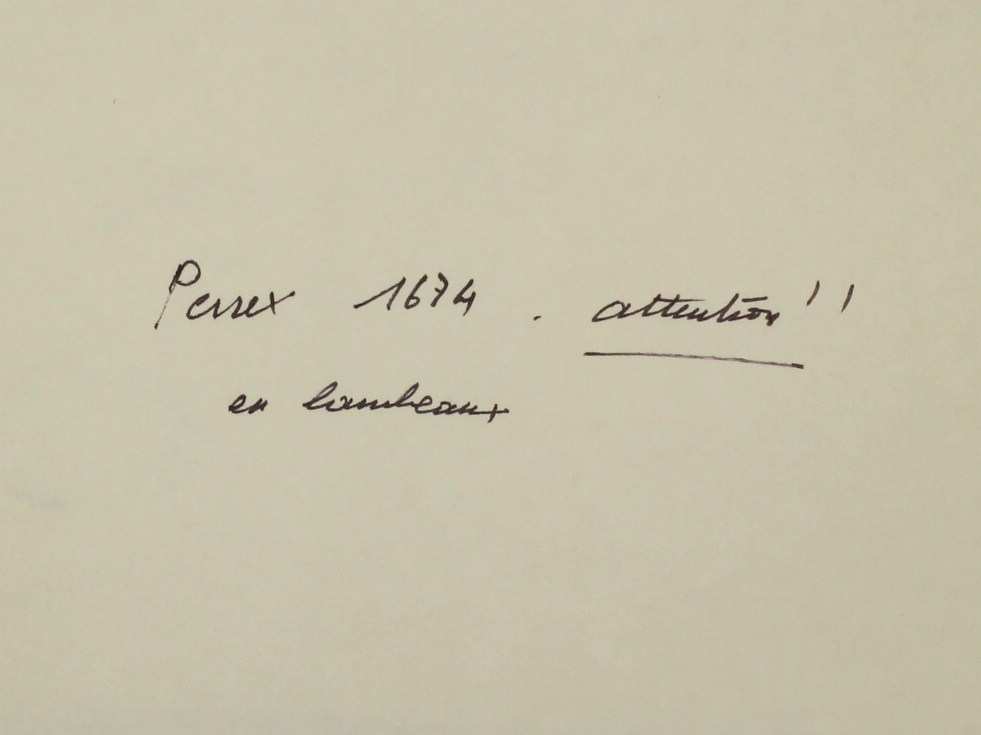 Perrex 1674. attention!!
en lambeaux